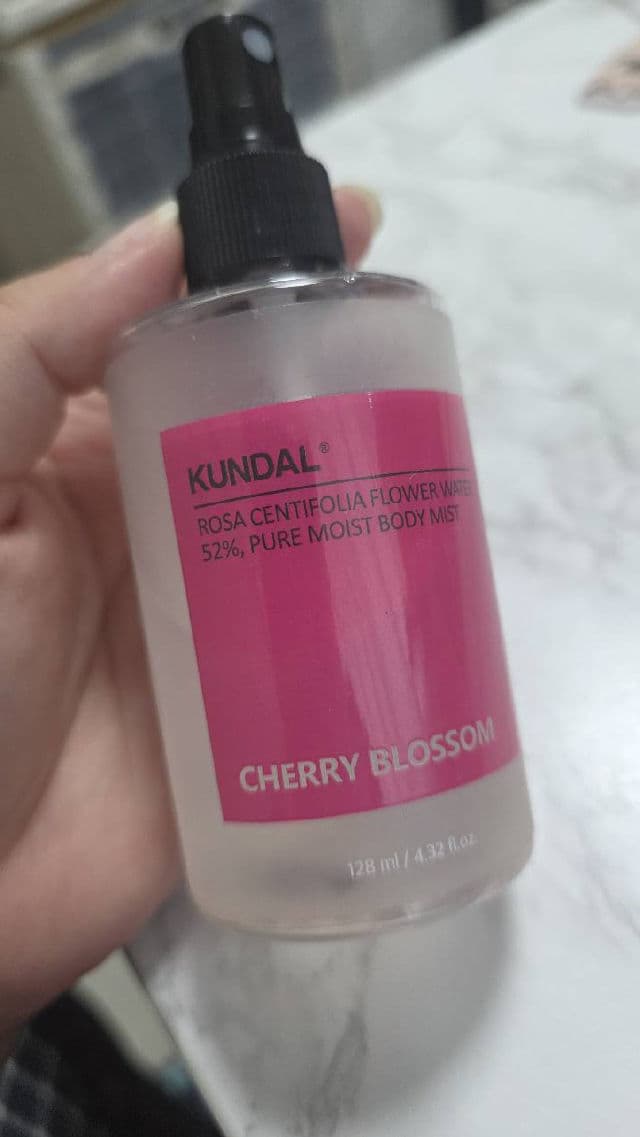 KUNDAL®
ROSA CENTIFOLIA FLOWER WATER
52%, PURE MOIST BODY MIST
CHERRY BLOSSOM
128 ml / 4.32 fl.oz